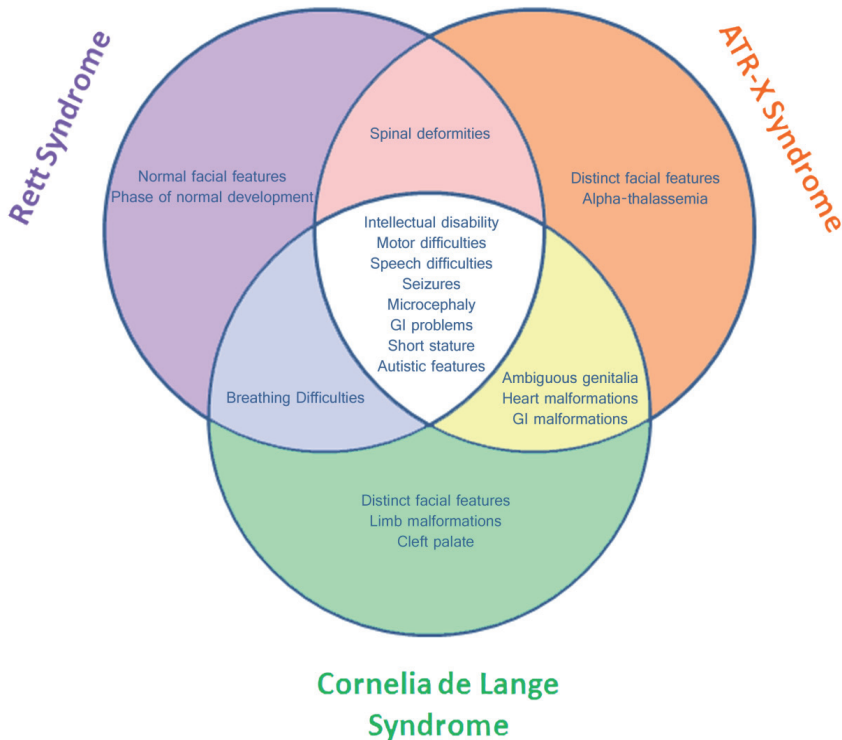 Rett Syndrome
ATR-X Syndrome
Spinal deformities
Normal facial features
Phase of normal development
Distinct facial features
Alpha-thalassemia
Intellectual disability
Motor difficulties
Speech difficulties
Seizures
Microcephaly
GI problems
Short stature
Autistic features
Breathing Difficulties
Ambiguous genitalia
Heart malformations
GI malformations
Distinct facial features
Limb malformations
Cleft palate
Cornelia de Lange
Syndrome